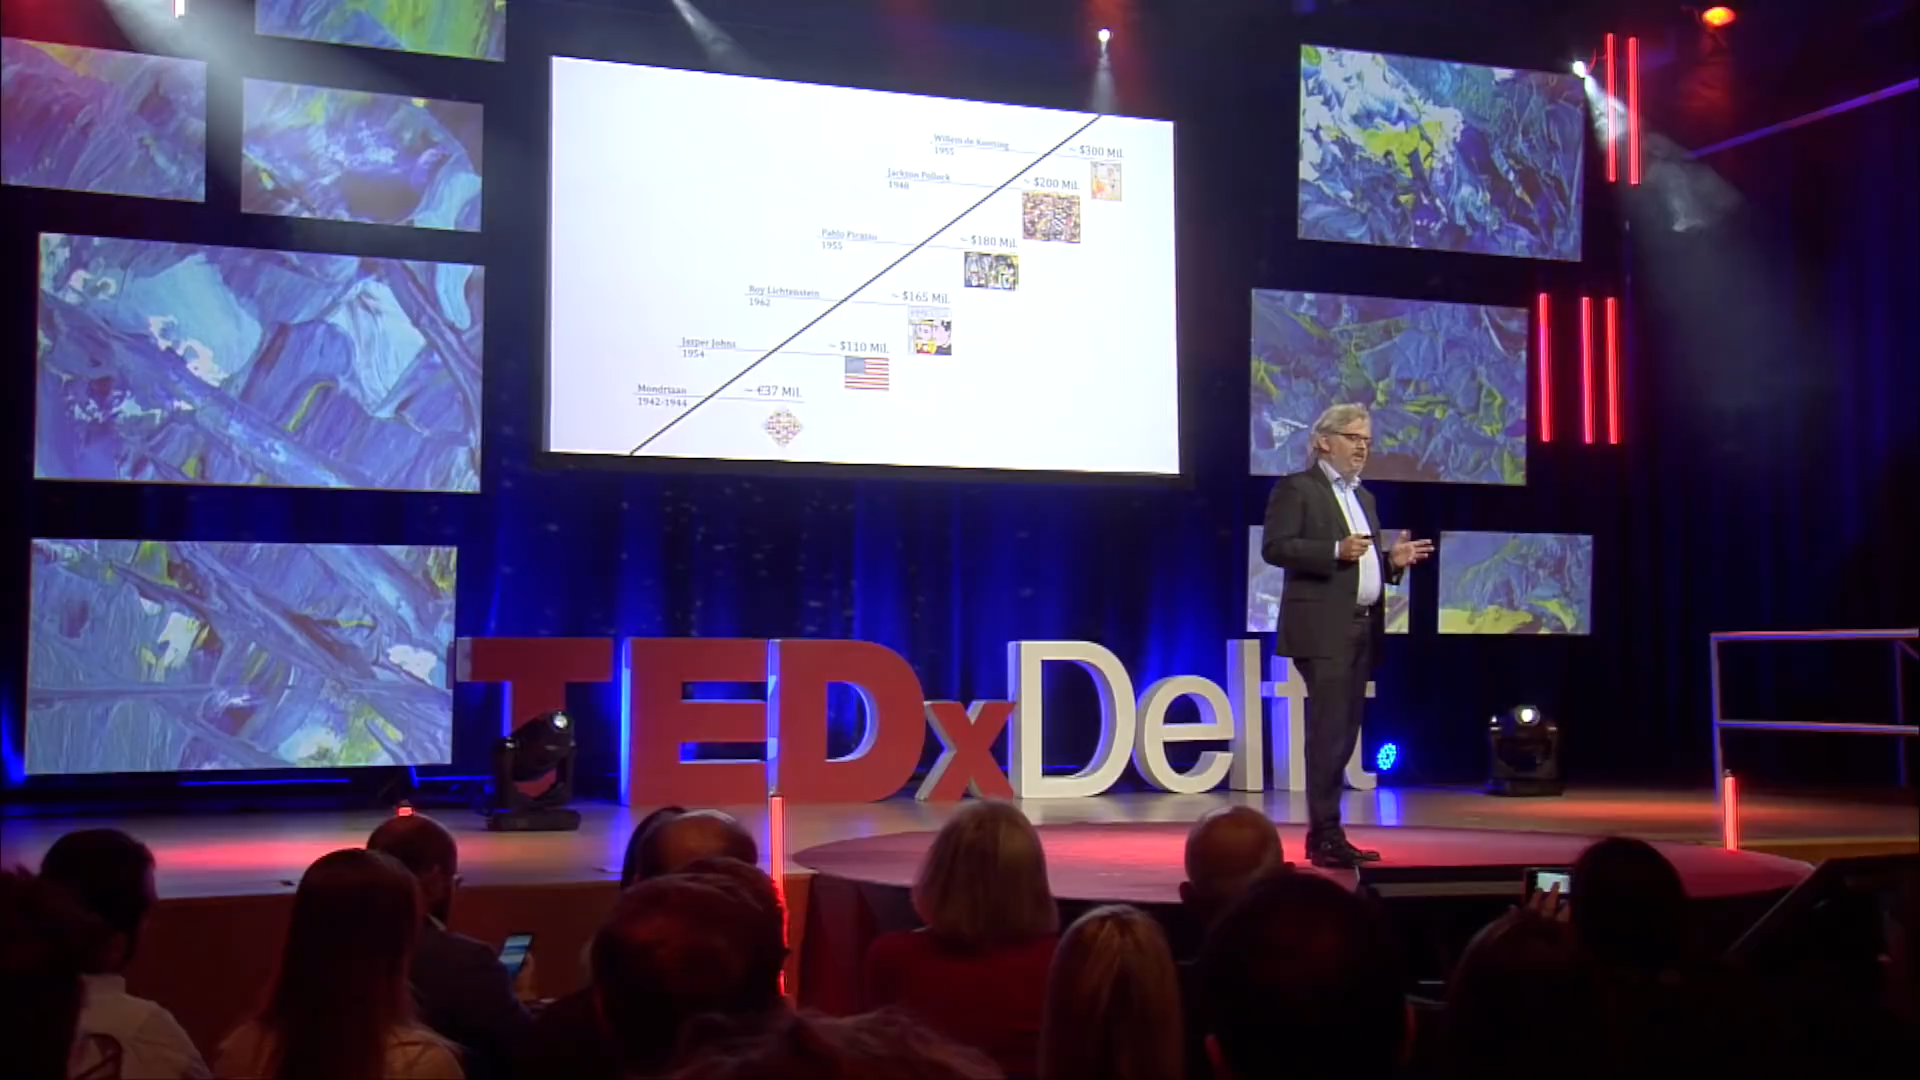 Willem de Kooning
1955
~ $300 Mil.
Jackson Pollock
1948
~ $200 Mil.
Pablo Picasso
1955
~ $180 Mil.
Roy Lichtenstein
1962
~ $165 Mil.
Jasper Johns
1954
~ $110 Mil.
Mondriaan
1942-1944
~ €37 Mil.
TEDxDelft